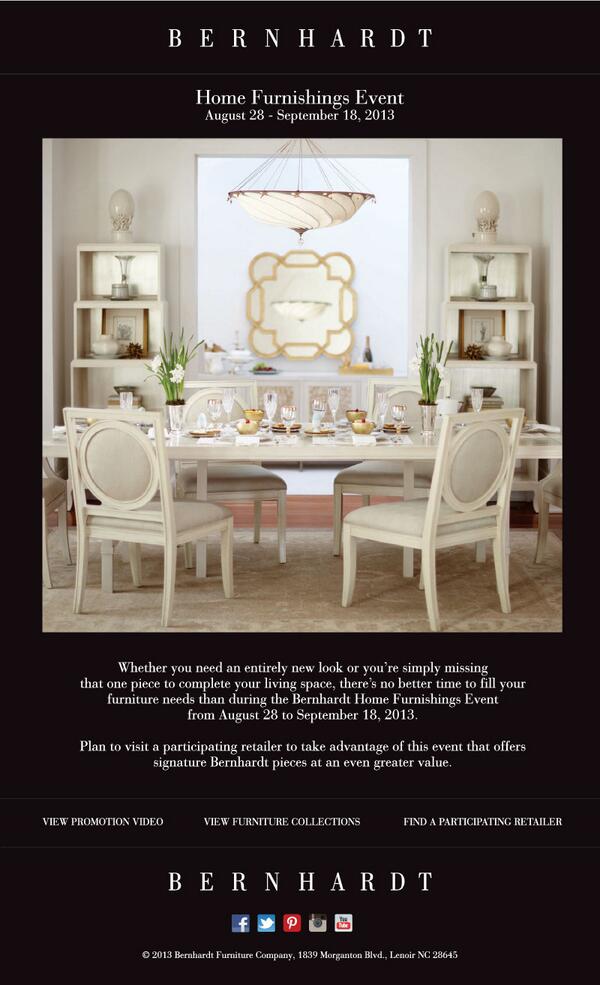 BERNHARDT
Home Furnishings Event
August 28 - September 18, 2013
Whether you need an entirely new look or you're simply missing
that one piece to complete your living space, there's no better time to fill your
furniture needs than during the Bernhardt Home Furnishings Event
from August 28 to September 18, 2013.
Plan to visit a participating retailer to take advantage of this event that offers
signature Bernhardt pieces at an even greater value.
VIEW PROMOTION VIDEO VIEW FURNITURE COLLECTIONS FIND A PARTICIPATING RETAILER
BERNHARDT
You Tube
© 2013 Bernhardt Furniture Company, 1839 Morganton Blvd., Lenoir NC 28645